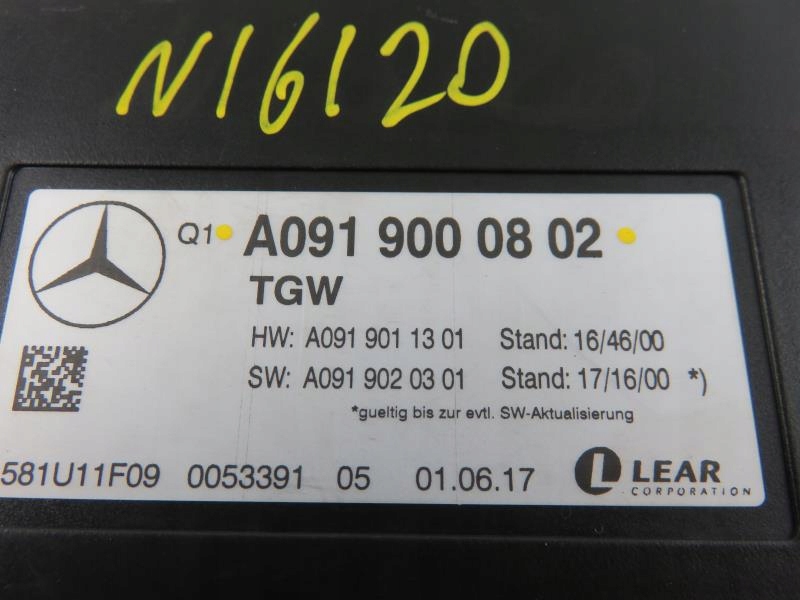 N16120
Q1 A091 900 08 02
TGW
HW: A091 901 13 01 Stand: 16/46/00
SW: A091 902 03 01 Stand: 17/16/00 *)
*gueltig bis zur evtl. SW-Aktualisierung
581U11F09 0053391 05 01.06.17
LEAR
CORPORATION